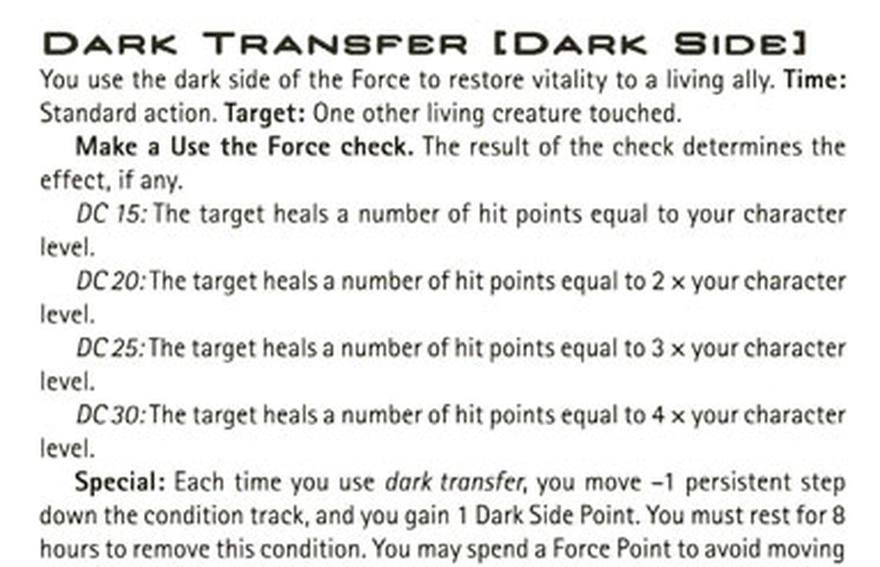 DARK TRANSFER [DARK SIDE]
You use the dark side of the Force to restore vitality to a living ally. Time:
Standard action. Target: One other living creature touched.
Make a Use the Force check. The result of the check determines the
effect, if any.
DC 15: The target heals a number of hit points equal to your character
level.
DC 20: The target heals a number of hit points equal to 2 × your character
level.
DC 25: The target heals a number of hit points equal to 3 × your character
level.
DC 30: The target heals a number of hit points equal to 4 × your character
level.
Special: Each time you use dark transfer, you move –1 persistent step
down the condition track, and you gain 1 Dark Side Point. You must rest for 8
hours to remove this condition. You may spend a Force Point to avoid moving